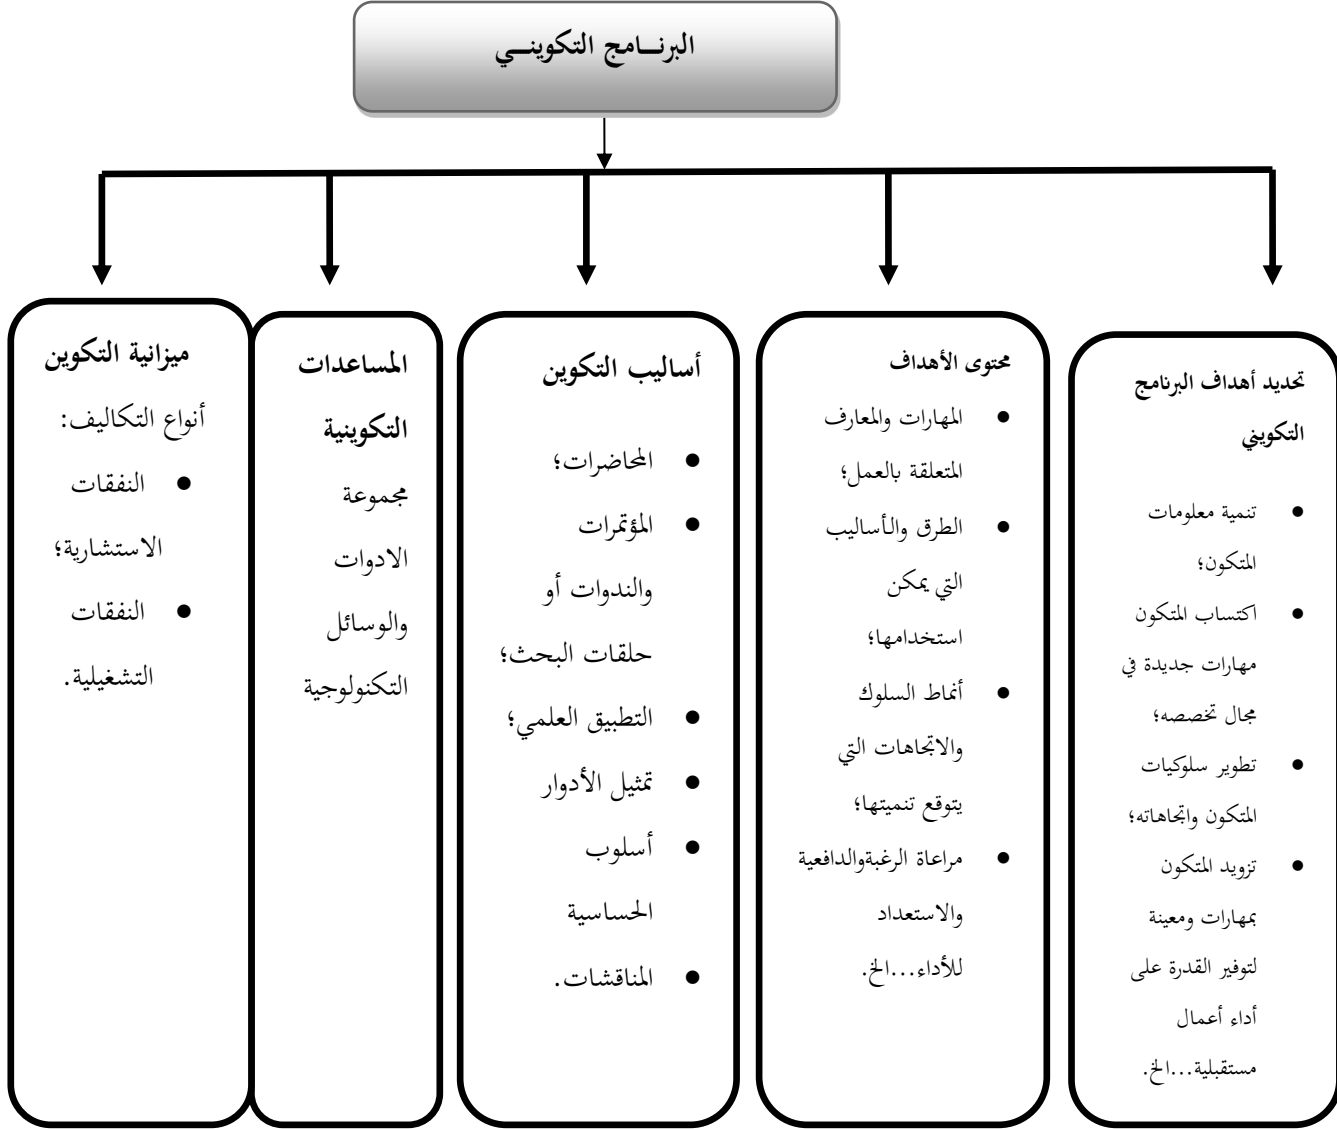 البرنـــامج التكوينـــي
تحديد أهداف البرنامج
التكويني
● تنمية معلومات
المتكون؛
● اكتساب المتكون
مهارات جديدة في
مجال تخصصه؛
● تطوير سلوكيات
المتكون واتجاهاته؛
● تزويد المتكون
بمهارات ومعينة
لتوفير القدرة على
أداء أعمال
مستقبلية...الخ.
محتوى الأهداف
● المهارات والمعارف
المتعلقة بالعمل؛
● الطرق والأساليب
التي يمكن
استخدامها؛
● أنماط السلوك
والاتجاهات التي
يتوقع تنميتها؛
● مراعاة الرغبةوالدافعية
والاستعداد
للأداء...الخ.
أساليب التكوين
● المحاضرات؛
● المؤتمرات
والندوات أو
حلقات البحث؛
● التطبيق العلمي؛
● تمثيل الأدوار
● أسلوب
الحساسية
● المناقشات.
المساعدات
التكوينية
مجموعة
الادوات
والوسائل
التكنولوجية
ميزانية التكوين
أنواع التكاليف:
● النفقات
الاستشارية؛
● النفقات
التشغيلية.